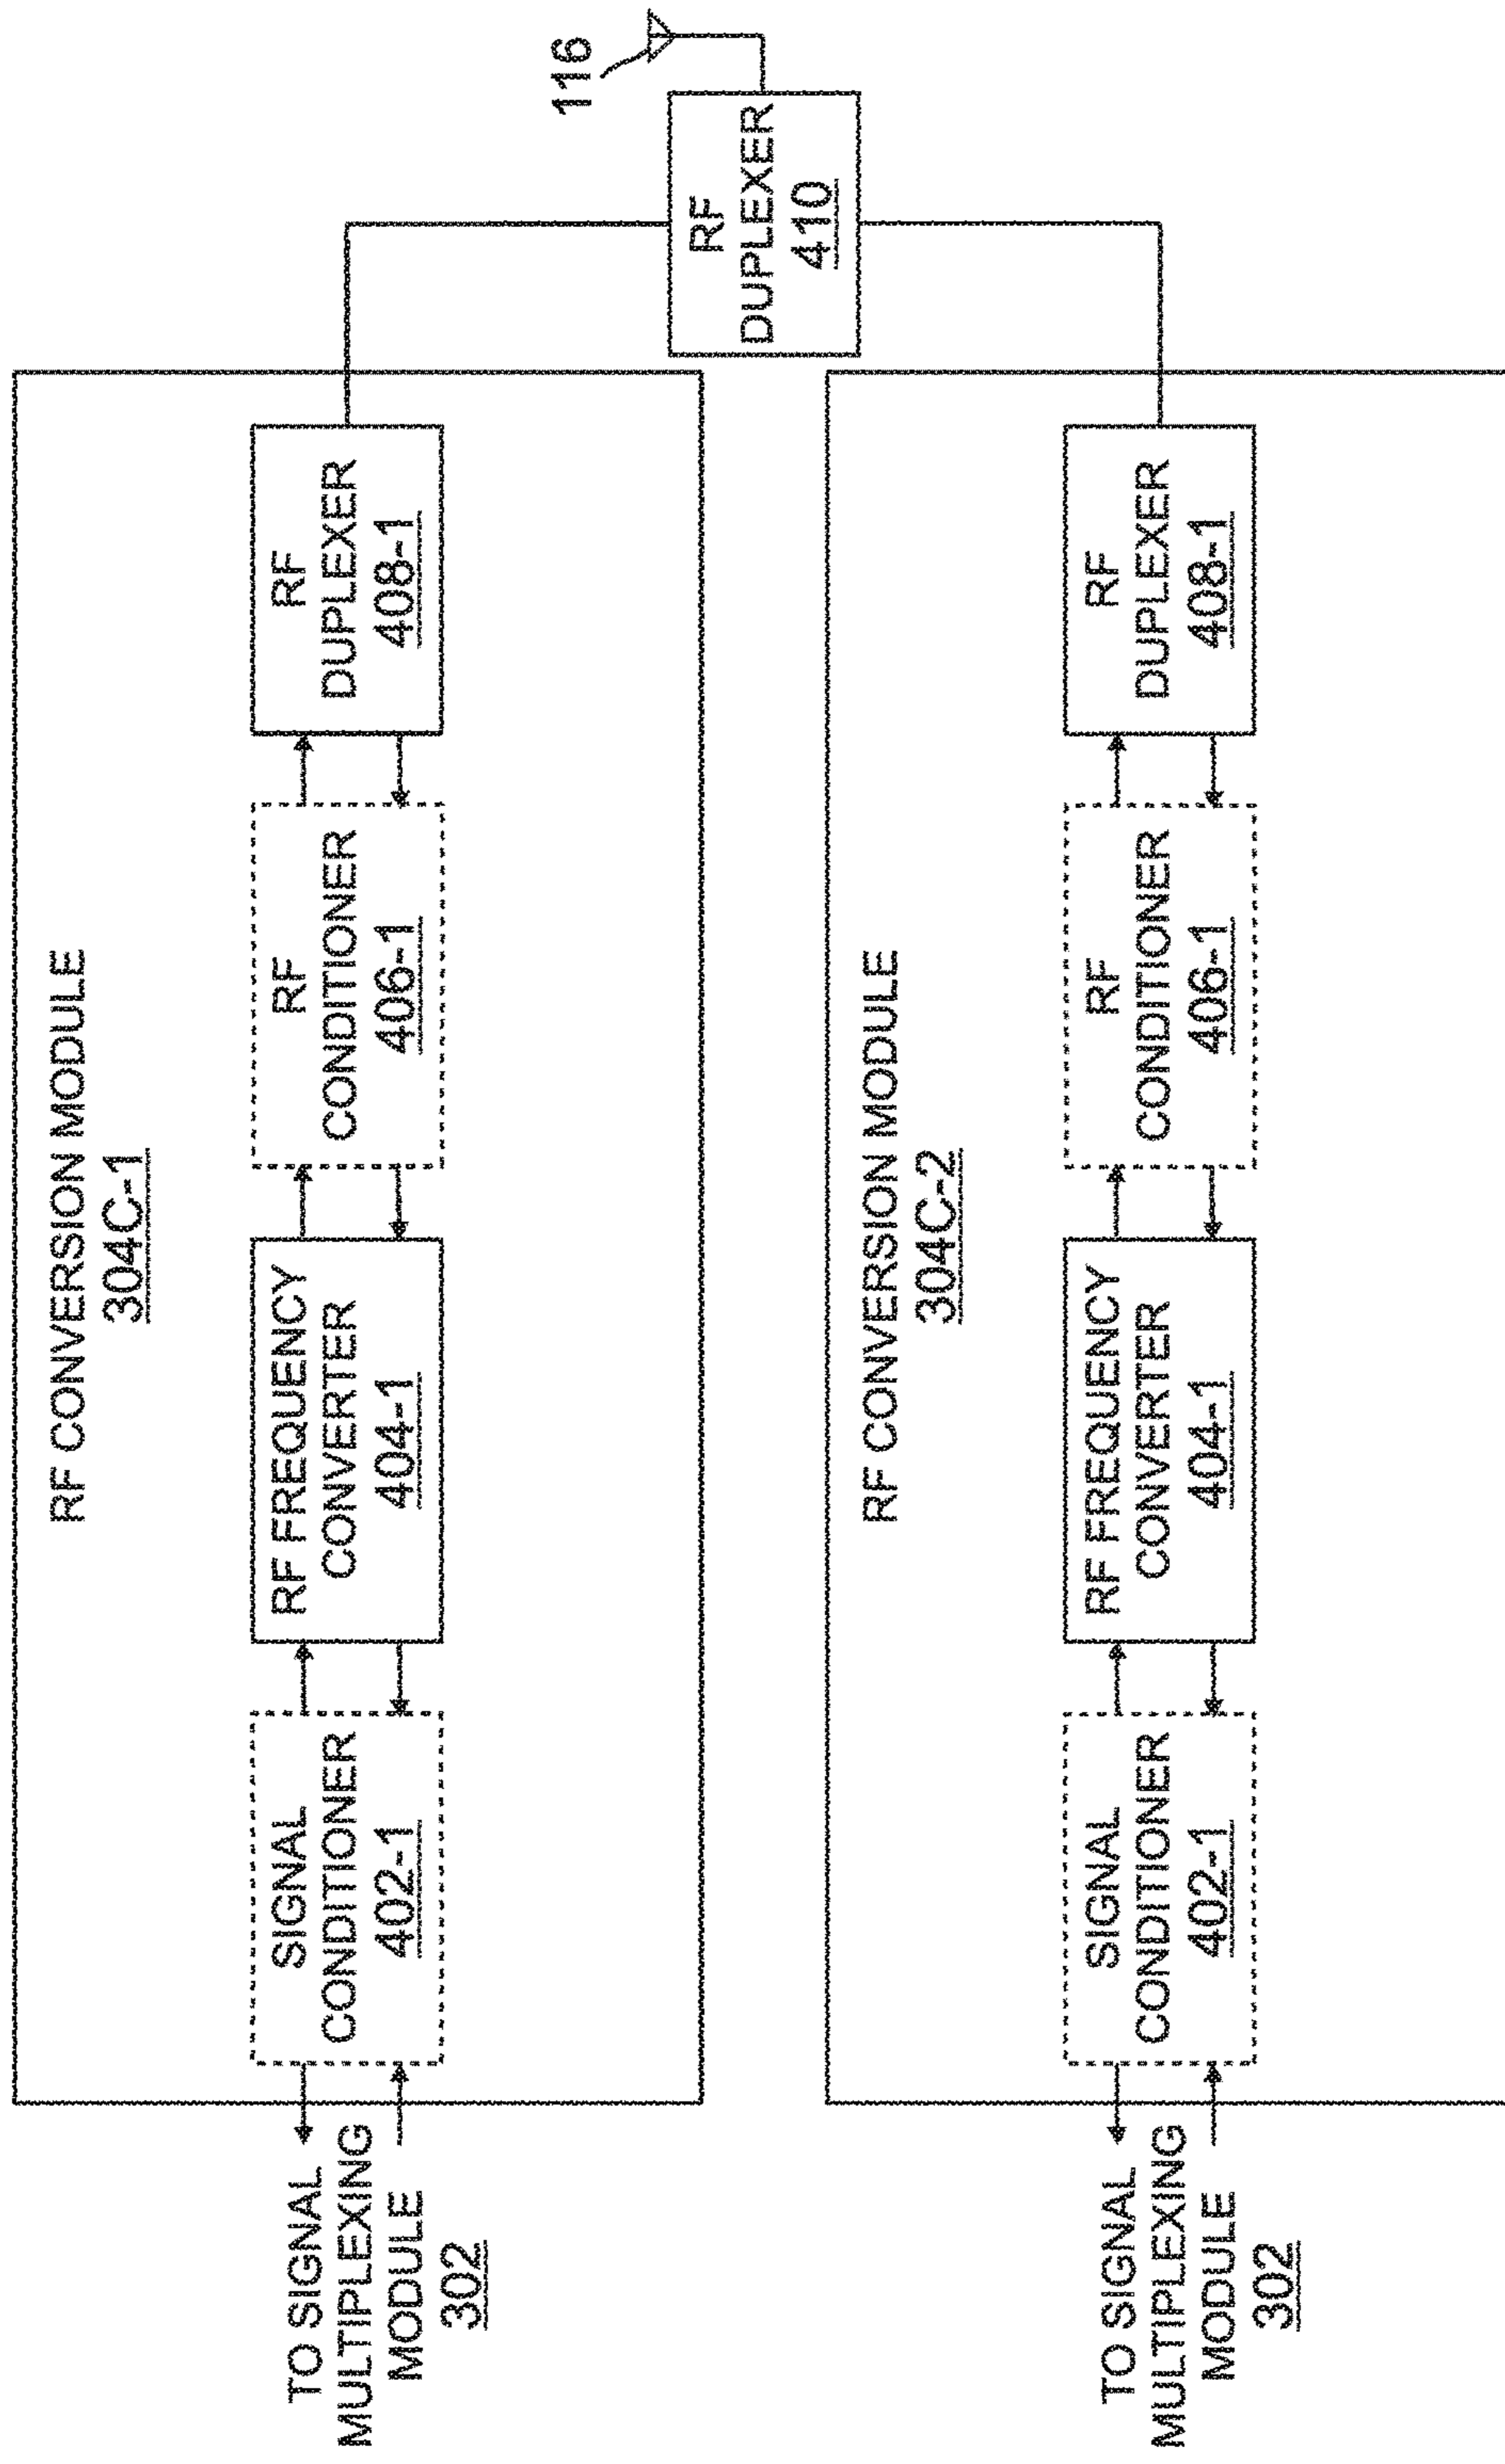 RF CONVERSION MODULE
304C-1
TO SIGNAL
MULTIPLEXING
MODULE
302
SIGNAL
CONDITIONER
402-1
RF FREQUENCY
CONVERTER
404-1
RF
CONDITIONER
406-1
RF
DUPLEXER
408-1
116
RF
DUPLEXER
410
RF CONVERSION MODULE
304C-2
TO SIGNAL
MULTIPLEXING
MODULE
302
SIGNAL
CONDITIONER
402-1
RF FREQUENCY
CONVERTER
404-1
RF
CONDITIONER
406-1
RF
DUPLEXER
408-1